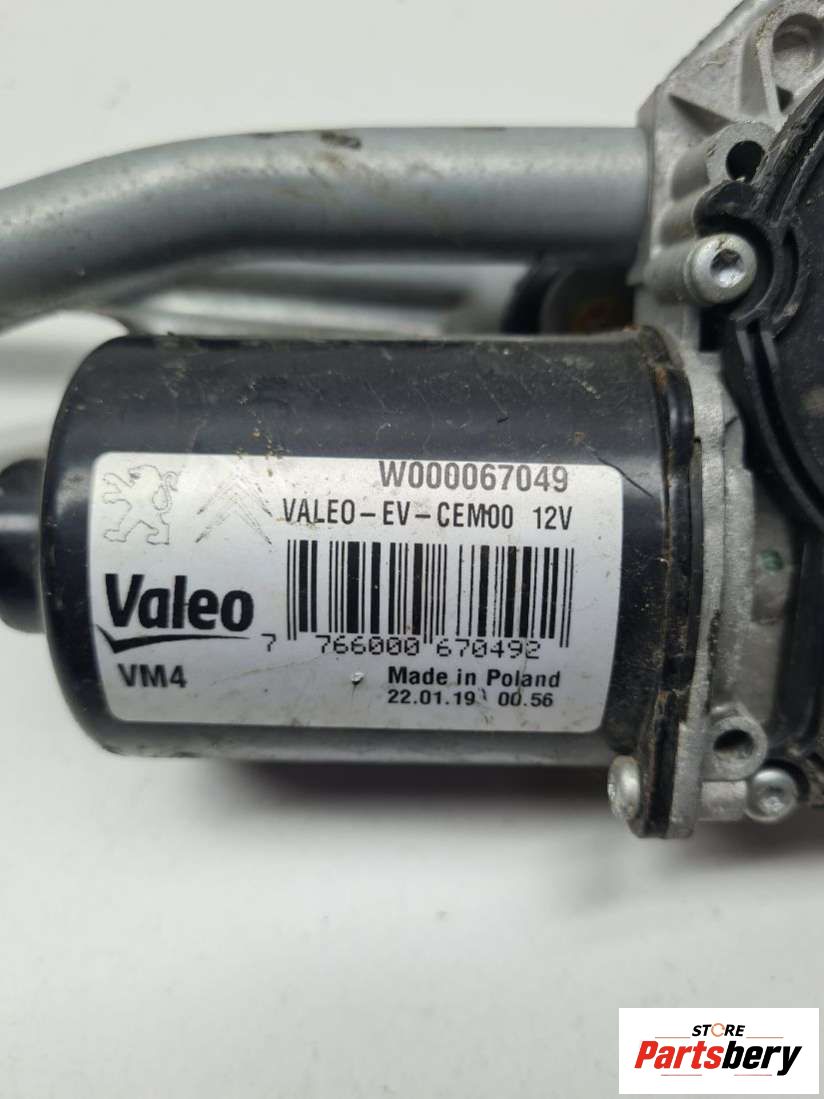 W000067049
VALEO-EV-CEM00 12V
Valeo
7 766000 670492
VM4
Made in Poland
22.01.19 00.56
STORE
Partsbery